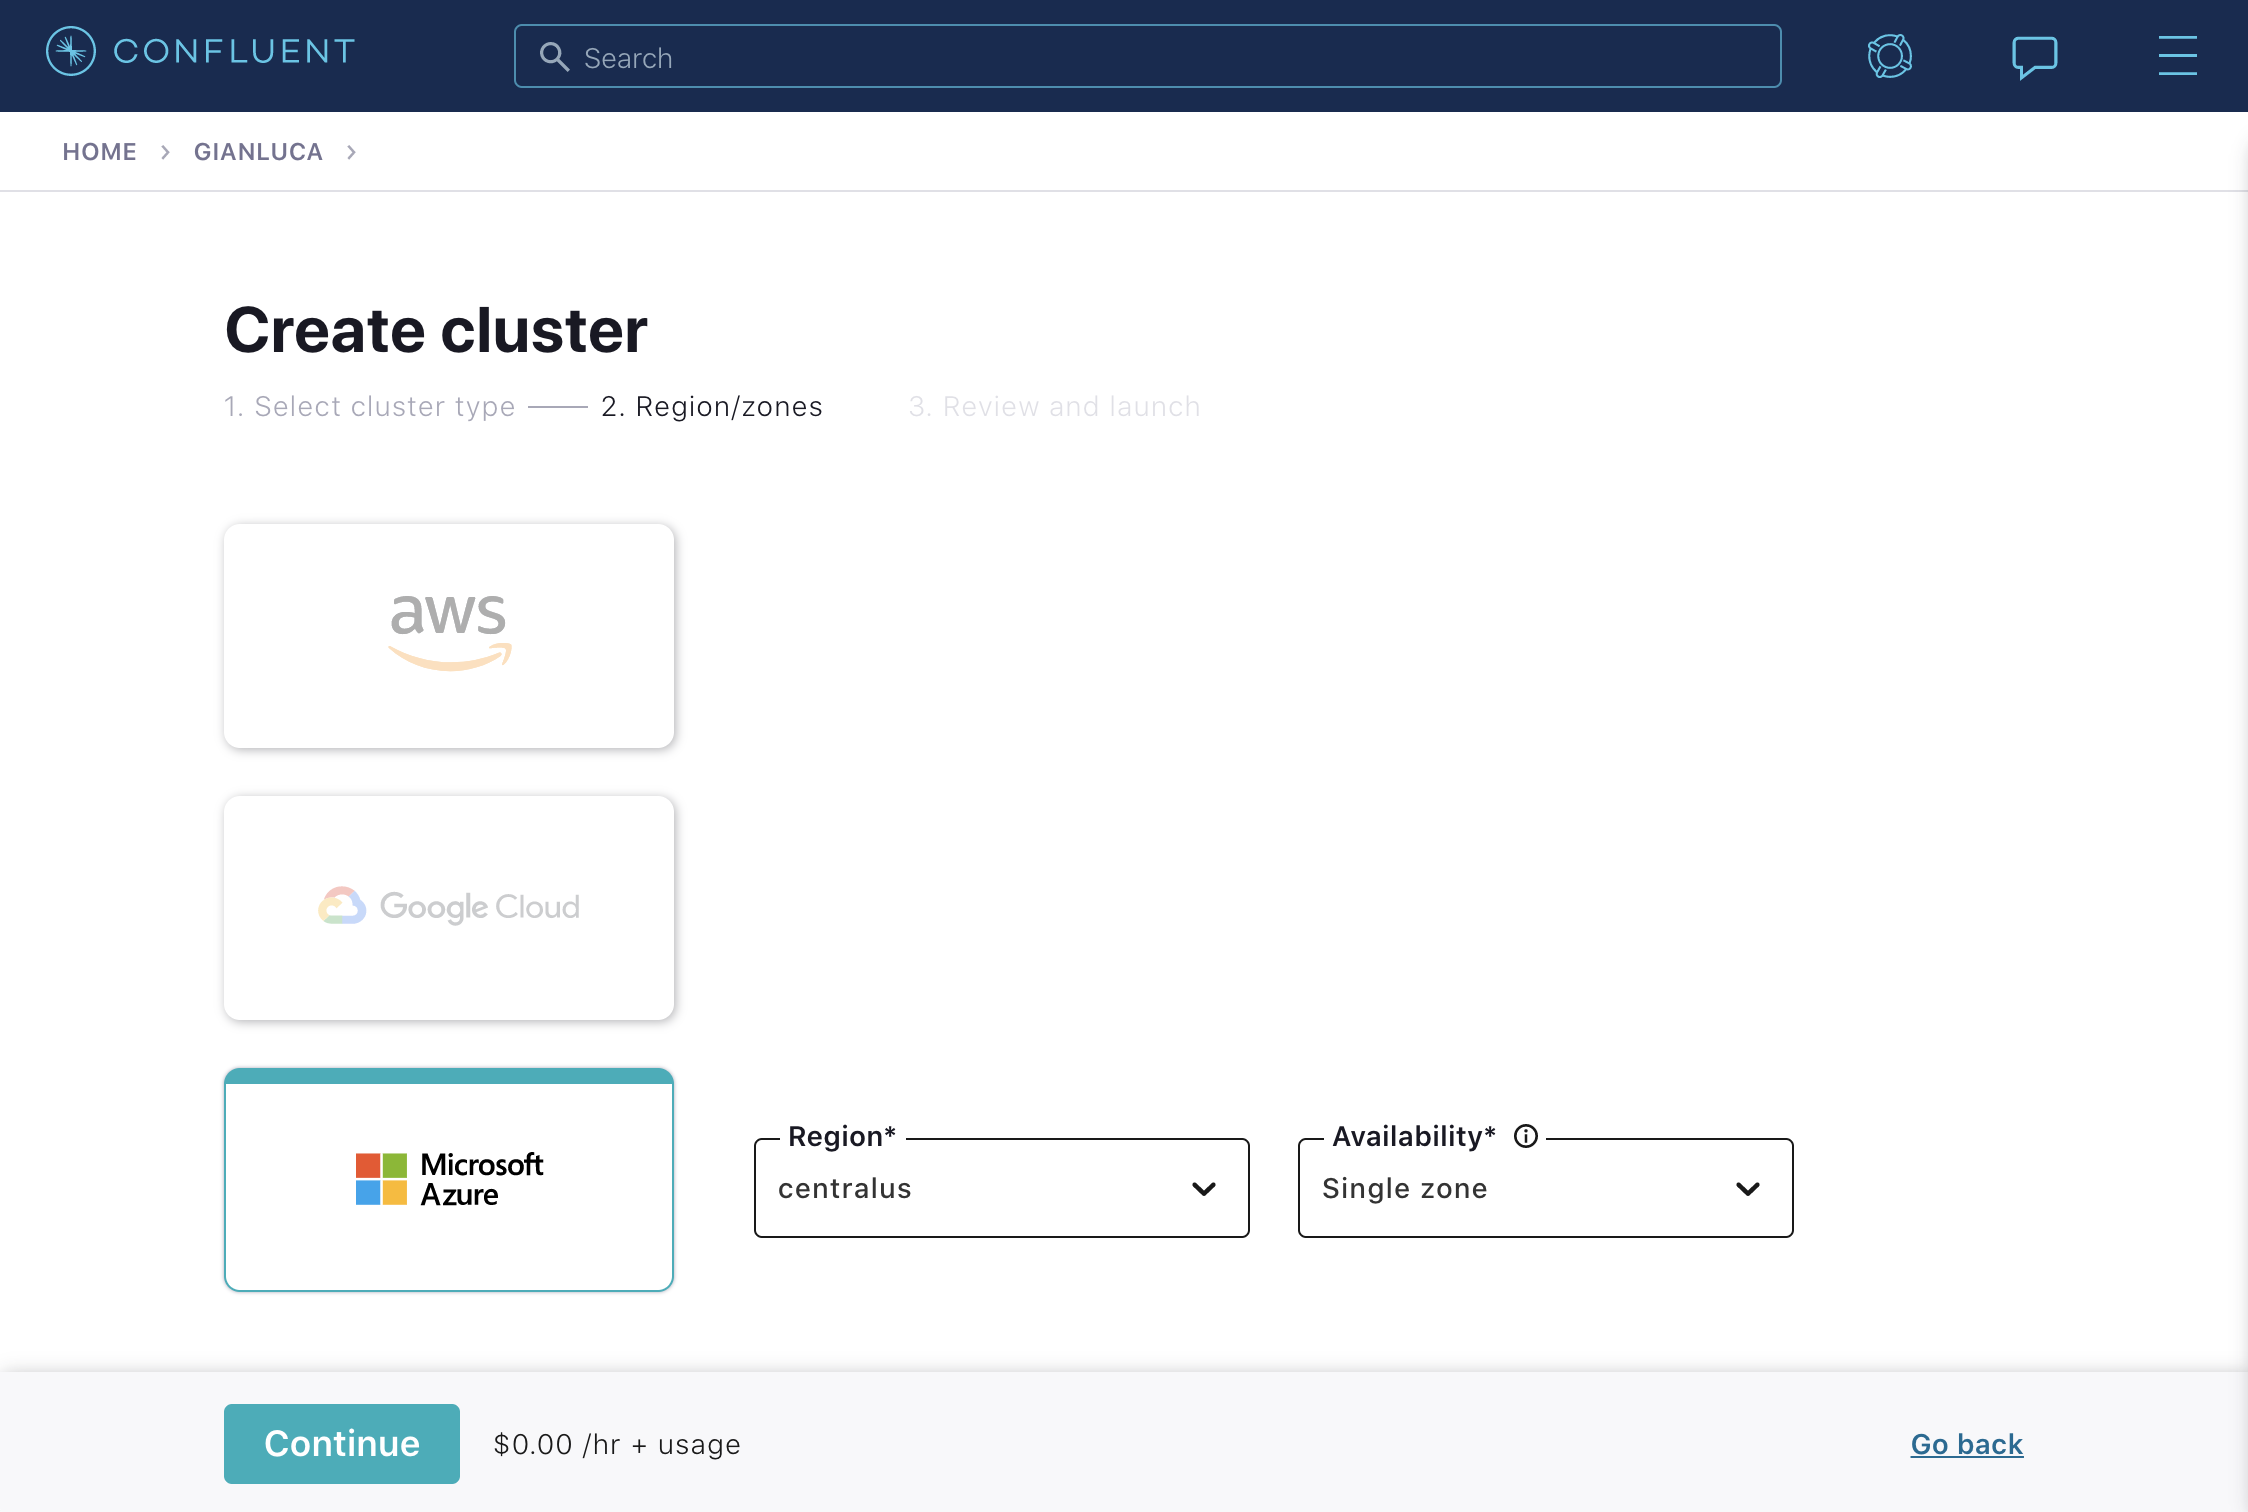 CONFLUENT
Search
HOME > GIANLUCA >
Create cluster
1. Select cluster type
2. Region/zones
3. Review and launch
aws
Google Cloud
Microsoft
Azure
Region*
centralus
Availability*
Single zone
Continue
$0.00 /hr + usage
Go back